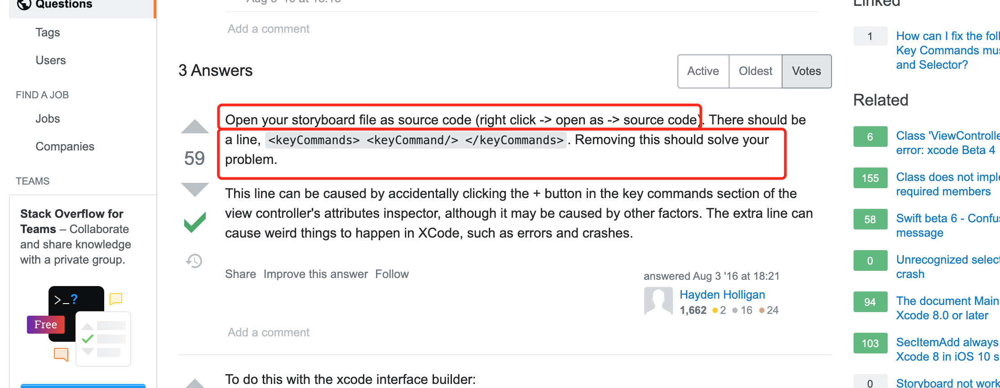 Questions
Tags
Users
FIND A JOB
Jobs
Companies
TEAMS
Stack Overflow for
Teams – Collaborate
and share knowledge
with a private group.
>_?
Free
Add a comment
3 Answers
Active Oldest Votes
59
Open your storyboard file as source code (right click -> open as -> source code). There should be
a line, <keyCommands> <keyCommand/> </keyCommands>. Removing this should solve your
problem.
This line can be caused by accidentally clicking the + button in the key commands section of the
view controller's attributes inspector, although it may be caused by other factors. The extra line can
cause weird things to happen in XCode, such as errors and crashes.
Share Improve this answer Follow
answered Aug 3 '16 at 18:21
Hayden Holligan
1,662 2 16 24
Add a comment
To do this with the xcode interface builder:
Linked
1 How can I fix the foll
Key Commands mus
and Selector?
Related
6 Class 'ViewControlle
error: xcode Beta 4
155 Class does not imple
required members
58 Swift beta 6 - Confus
message
0 Unrecognized select
crash
94 The document Main
Xcode 8.0 or later
103 SecItemAdd always
Xcode 8 in iOS 10 s
0 Storyboard not work